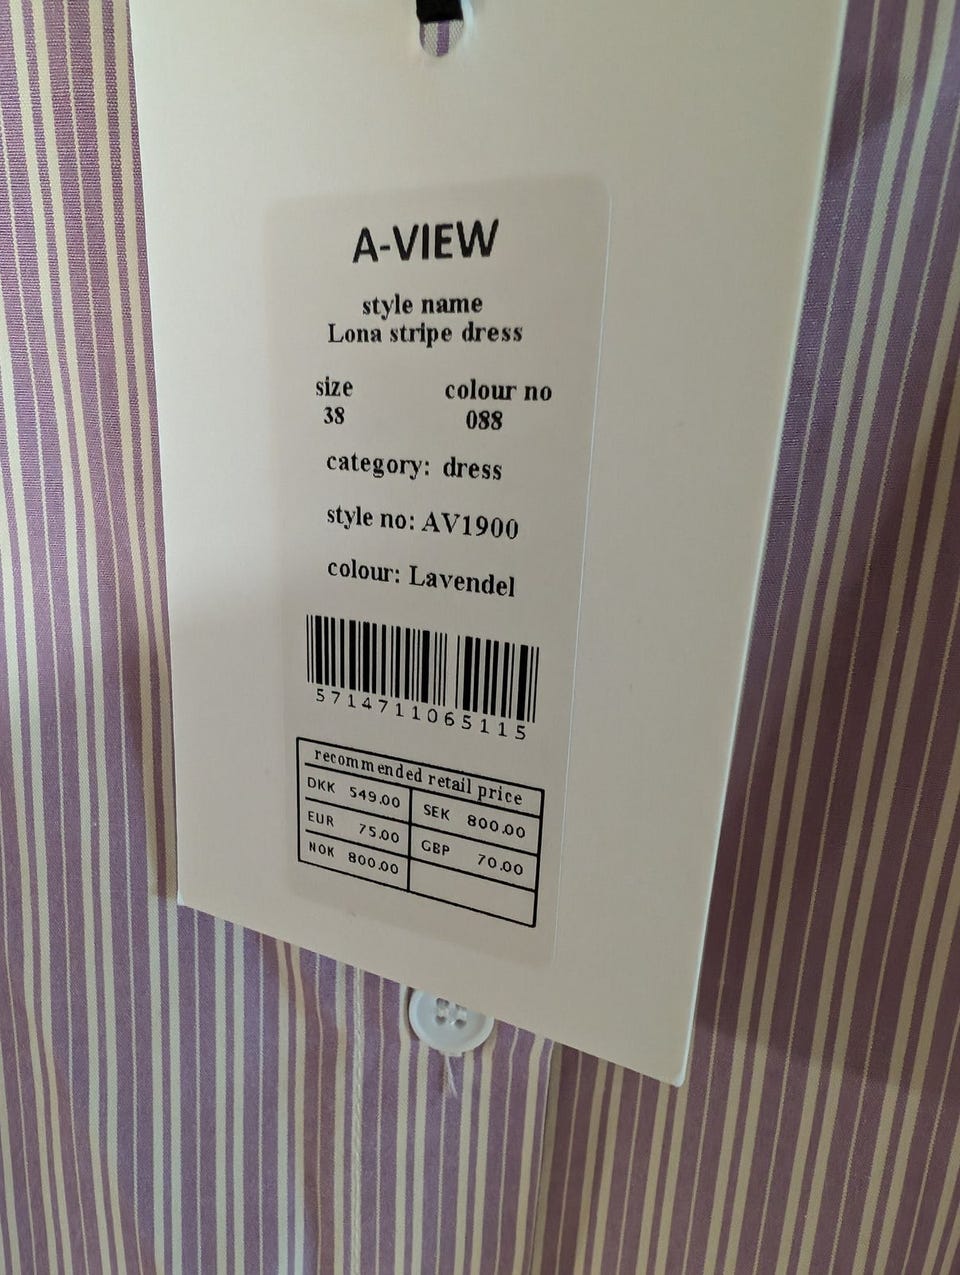 A-VIEW
style name
Lona stripe dress
size colour no
38 088
category: dress
style no: AV1900
colour: Lavendel
5714711065115
recommended retail price
DKK 549.00 SEK 800.00
EUR 75.00 GBP 70.00
NOK 800.00